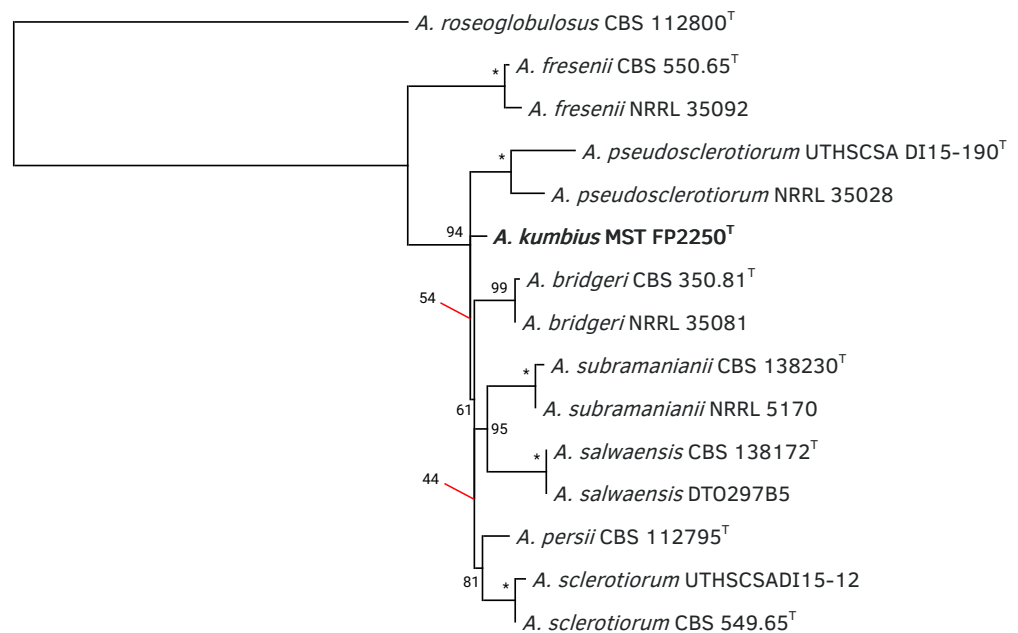 A. roseoglobulosus CBS 112800T
* A. fresenii CBS 550.65T
A. fresenii NRRL 35092
* A. pseudosclerotiorum UTHSCSA DI15-190T
A. pseudosclerotiorum NRRL 35028
94 A. kumbius MST FP2250T
99 A. bridgeri CBS 350.81T
54
A. bridgeri NRRL 35081
* A. subramanianii CBS 138230T
61 A. subramanianii NRRL 5170
95
* A. salwaensis CBS 138172T
44
A. salwaensis DTO297B5
A. persii CBS 112795T
81 * A. sclerotiorum UTHSCSADI15-12
A. sclerotiorum CBS 549.65T